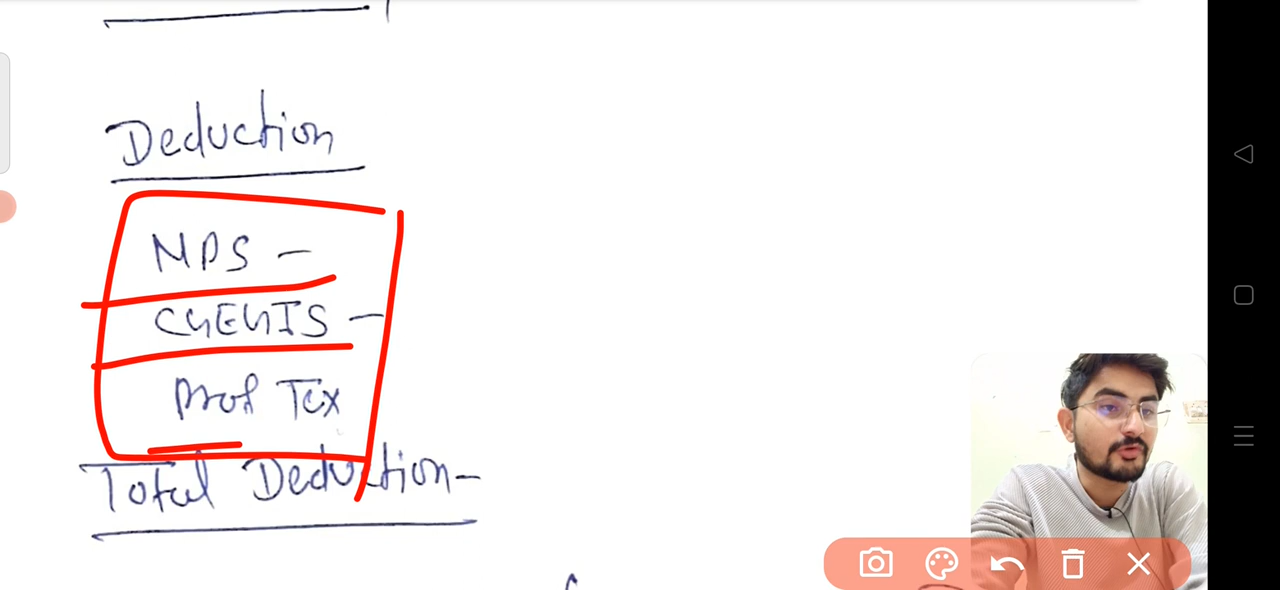 Deduction
NPS -
CGEGIS -
Prof Tax
Total Deduction-